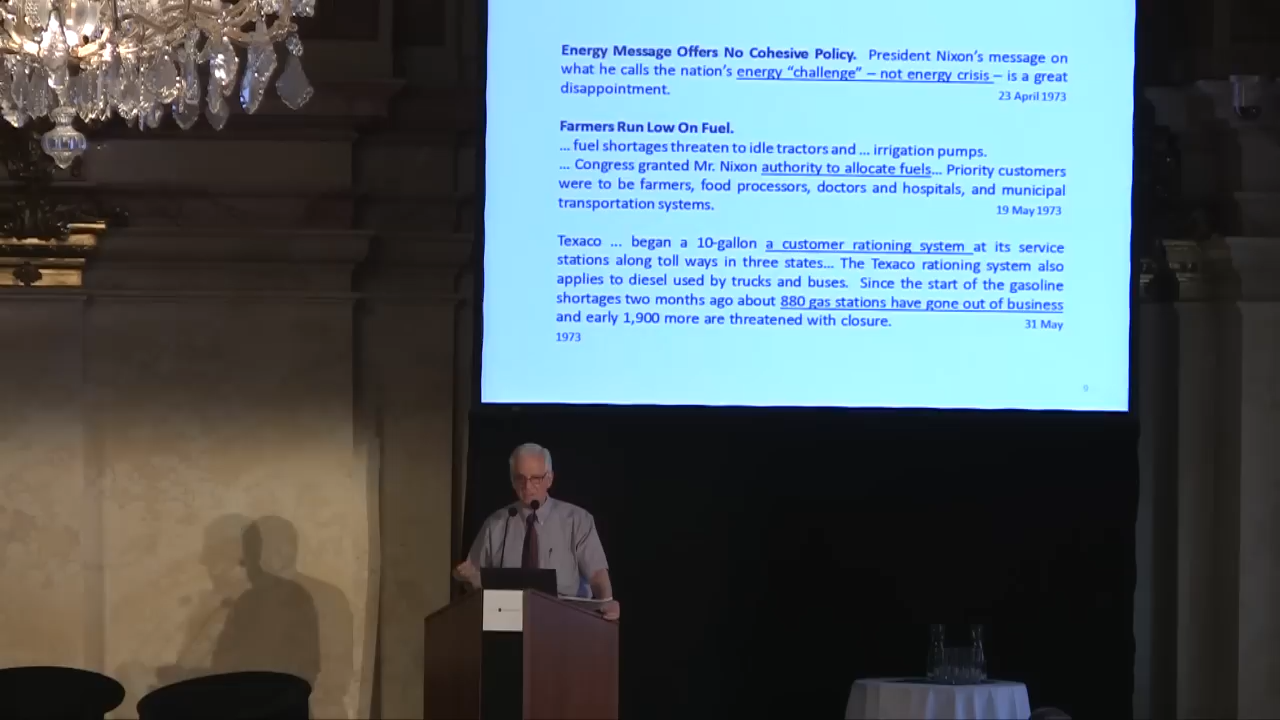 Energy Message Offers No Cohesive Policy. President Nixon's message on
what he calls the nation's energy "challenge" – not energy crisis – is a great
disappointment. 23 April 1973
Farmers Run Low On Fuel.
... fuel shortages threaten to idle tractors and ... irrigation pumps.
... Congress granted Mr. Nixon authority to allocate fuels... Priority customers
were to be farmers, food processors, doctors and hospitals, and municipal
transportation systems. 19 May 1973
Texaco ... began a 10-gallon a customer rationing system at its service
stations along toll ways in three states... The Texaco rationing system also
applies to diesel used by trucks and buses. Since the start of the gasoline
shortages two months ago about 880 gas stations have gone out of business
and early 1,900 more are threatened with closure. 31 May
1973
9